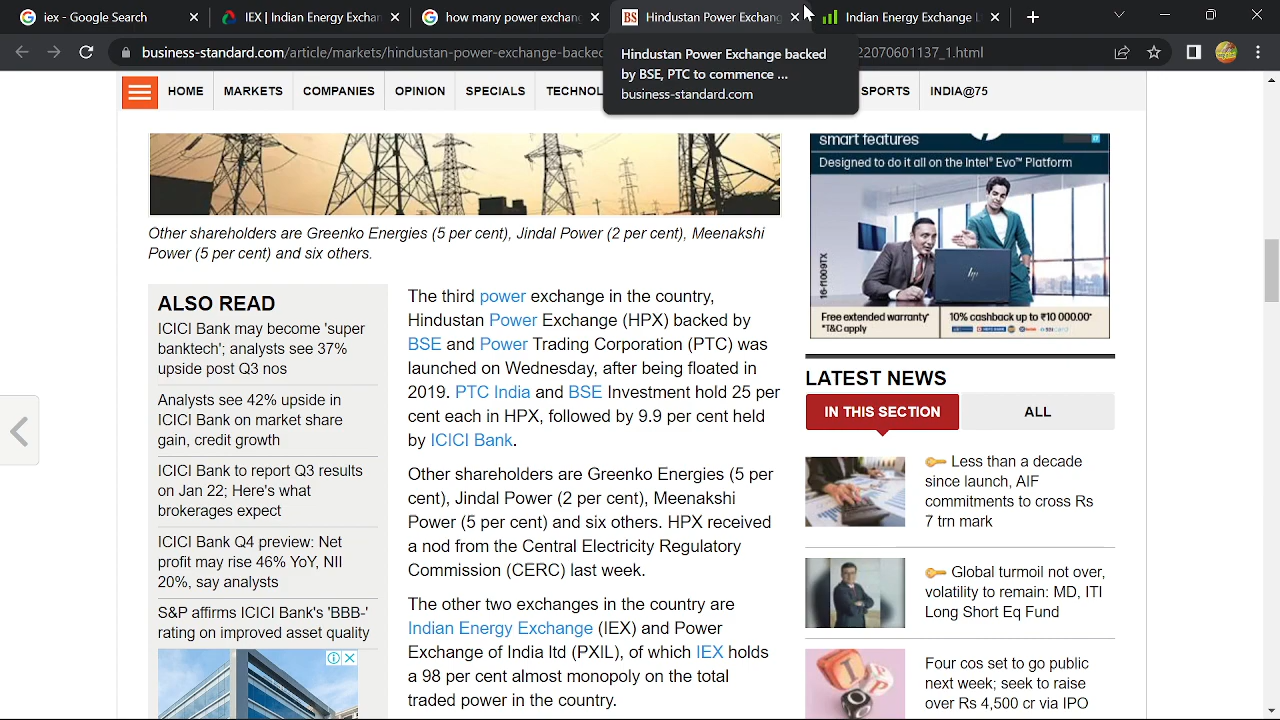 iex - Google Search
IEX | Indian Energy Exchan
how many power exchang
BS
Hindustan Power Exchang
Indian Energy Exchange L
business-standard.com/article/markets/hindustan-power-exchange-backed
22070601137_1.html
Hindustan Power Exchange backed
by BSE, PTC to commence ...
business-standard.com
HOME
MARKETS
COMPANIES
OPINION
SPECIALS
TECHNOL
SPORTS
INDIA@75
Other shareholders are Greenko Energies (5 per cent), Jindal Power (2 per cent), Meenakshi
Power (5 per cent) and six others.
ALSO READ
ICICI Bank may become 'super
banktech'; analysts see 37%
upside post Q3 nos
Analysts see 42% upside in
ICICI Bank on market share
gain, credit growth
ICICI Bank to report Q3 results
on Jan 22; Here's what
brokerages expect
ICICI Bank Q4 preview: Net
profit may rise 46% YoY, NII
20%, say analysts
S&P affirms ICICI Bank's 'BBB-'
rating on improved asset quality
The third power exchange in the country,
Hindustan Power Exchange (HPX) backed by
BSE and Power Trading Corporation (PTC) was
launched on Wednesday, after being floated in
2019. PTC India and BSE Investment hold 25 per
cent each in HPX, followed by 9.9 per cent held
by ICICI Bank.
Other shareholders are Greenko Energies (5 per
cent), Jindal Power (2 per cent), Meenakshi
Power (5 per cent) and six others. HPX received
a nod from the Central Electricity Regulatory
Commission (CERC) last week.
The other two exchanges in the country are
Indian Energy Exchange (IEX) and Power
Exchange of India ltd (PXIL), of which IEX holds
a 98 per cent almost monopoly on the total
traded power in the country.
smart features
Designed to do it all on the Intel® Evo™ Platform
hp
16-f1009TX
Free extended warranty*
*T&C apply
10% cashback up to ₹10 000.00*
LATEST NEWS
IN THIS SECTION
ALL
Less than a decade
since launch, AIF
commitments to cross Rs
7 trn mark
Global turmoil not over,
volatility to remain: MD, ITI
Long Short Eq Fund
Four cos set to go public
next week; seek to raise
over Rs 4,500 cr via IPO